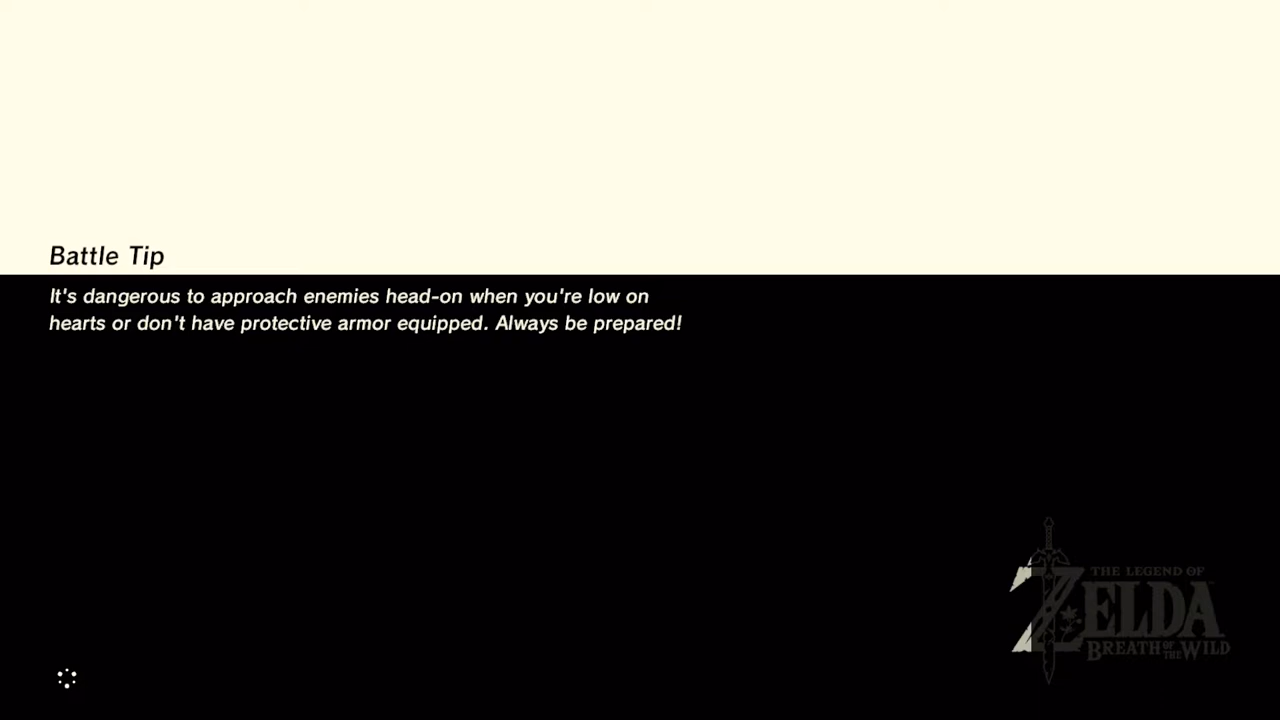 Battle Tip
It's dangerous to approach enemies head-on when you're low on
hearts or don't have protective armor equipped. Always be prepared!
THE LEGEND OF
ZELDA
BREATH OF THE WILD